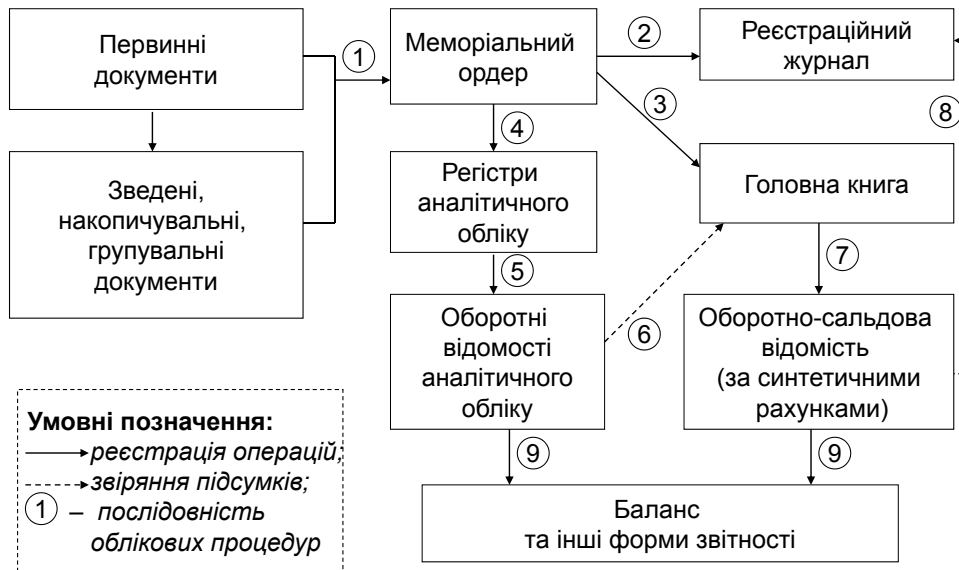 Первинні
документи
1
Меморіальний
ордер
2
Реєстраційний
журнал
3
8
4
Зведені,
накопичувальні,
групувальні
документи
Регістри
аналітичного
обліку
Головна книга
5
7
Оборотні
відомості
аналітичного
обліку
6
Оборотно-сальдова
відомість
(за синтетичними
рахунками)
9
9
Баланс
та інші форми звітності
Умовні позначення:
реєстрація операцій;
звіряння підсумків;
1 – послідовність
облікових процедур